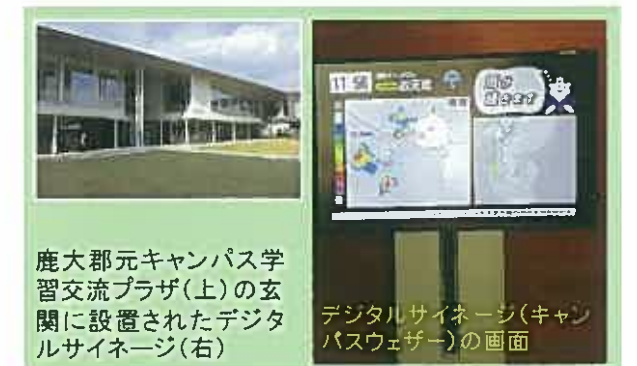 鹿大郡元キャンパス学
習交流プラザ(上)の玄
関に設置されたデジタ
ルサイネージ(右)
デジタルサイネージ(キャン
パスウェザー)の画面